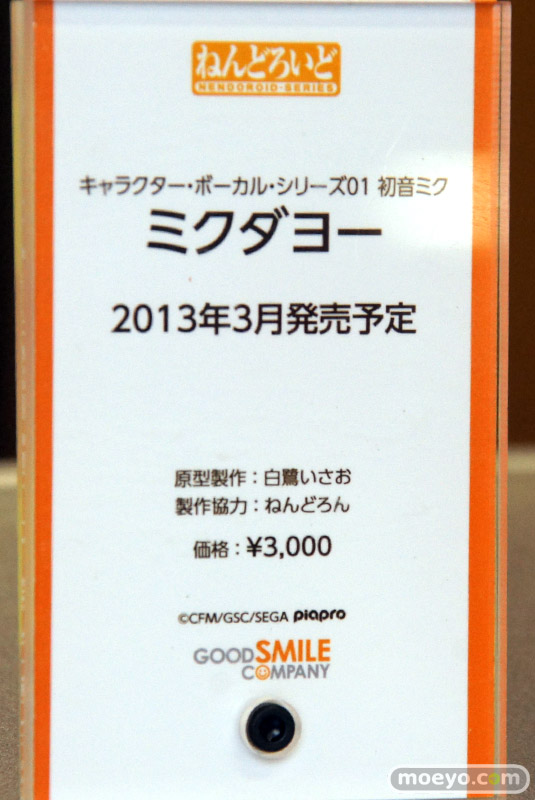 ねんどろいど
NENDOROID-SERIES
キャラクター・ボーカル・シリーズ01 初音ミク
ミクダヨー
2013年3月発売予定
原型製作：白鷺いさお
製作協力：ねんどろん
価格：¥3,000
©CFM/GSC/SEGA piapro
GOOD SMILE
COMPANY
moeyo.com